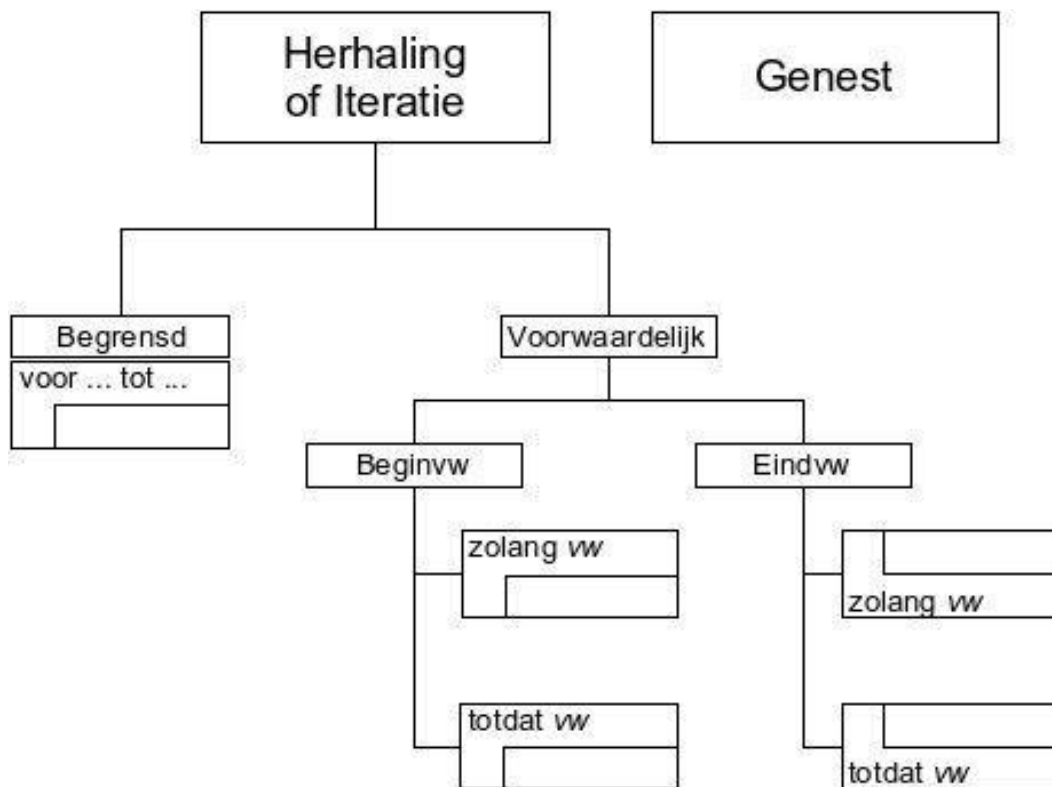 Herhaling
of Iteratie
Genest
Begrensd
voor ... tot ...
Voorwaardelijk
Beginvw
Eindvw
zolang vw
zolang vw
totdat vw
totdat vw